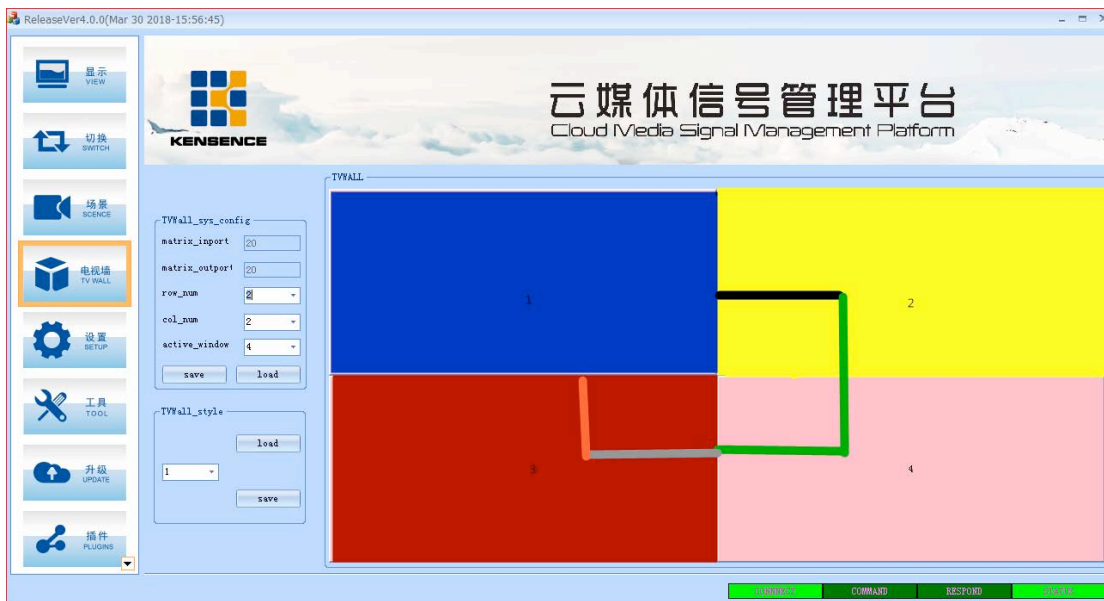 ReleaseVer4.0.0(Mar 30 2018-15:56:45)
显示
VIEW
切换
SWITCH
场景
SCENCE
电视墙
TV WALL
设置
SETUP
工具
TOOL
升级
UPDATE
插件
PLUGINS
KENSENCE
云媒体信号管理平台
Cloud Media Signal Management Platform
TVWall_sys_config
matrix_inport 20
matrix_outport 20
row_num 2
col_num 2
active_window 4
save load
TVWall_style
load
1
save
TVWALL
1
2
3
4
COMMAND RESPOND